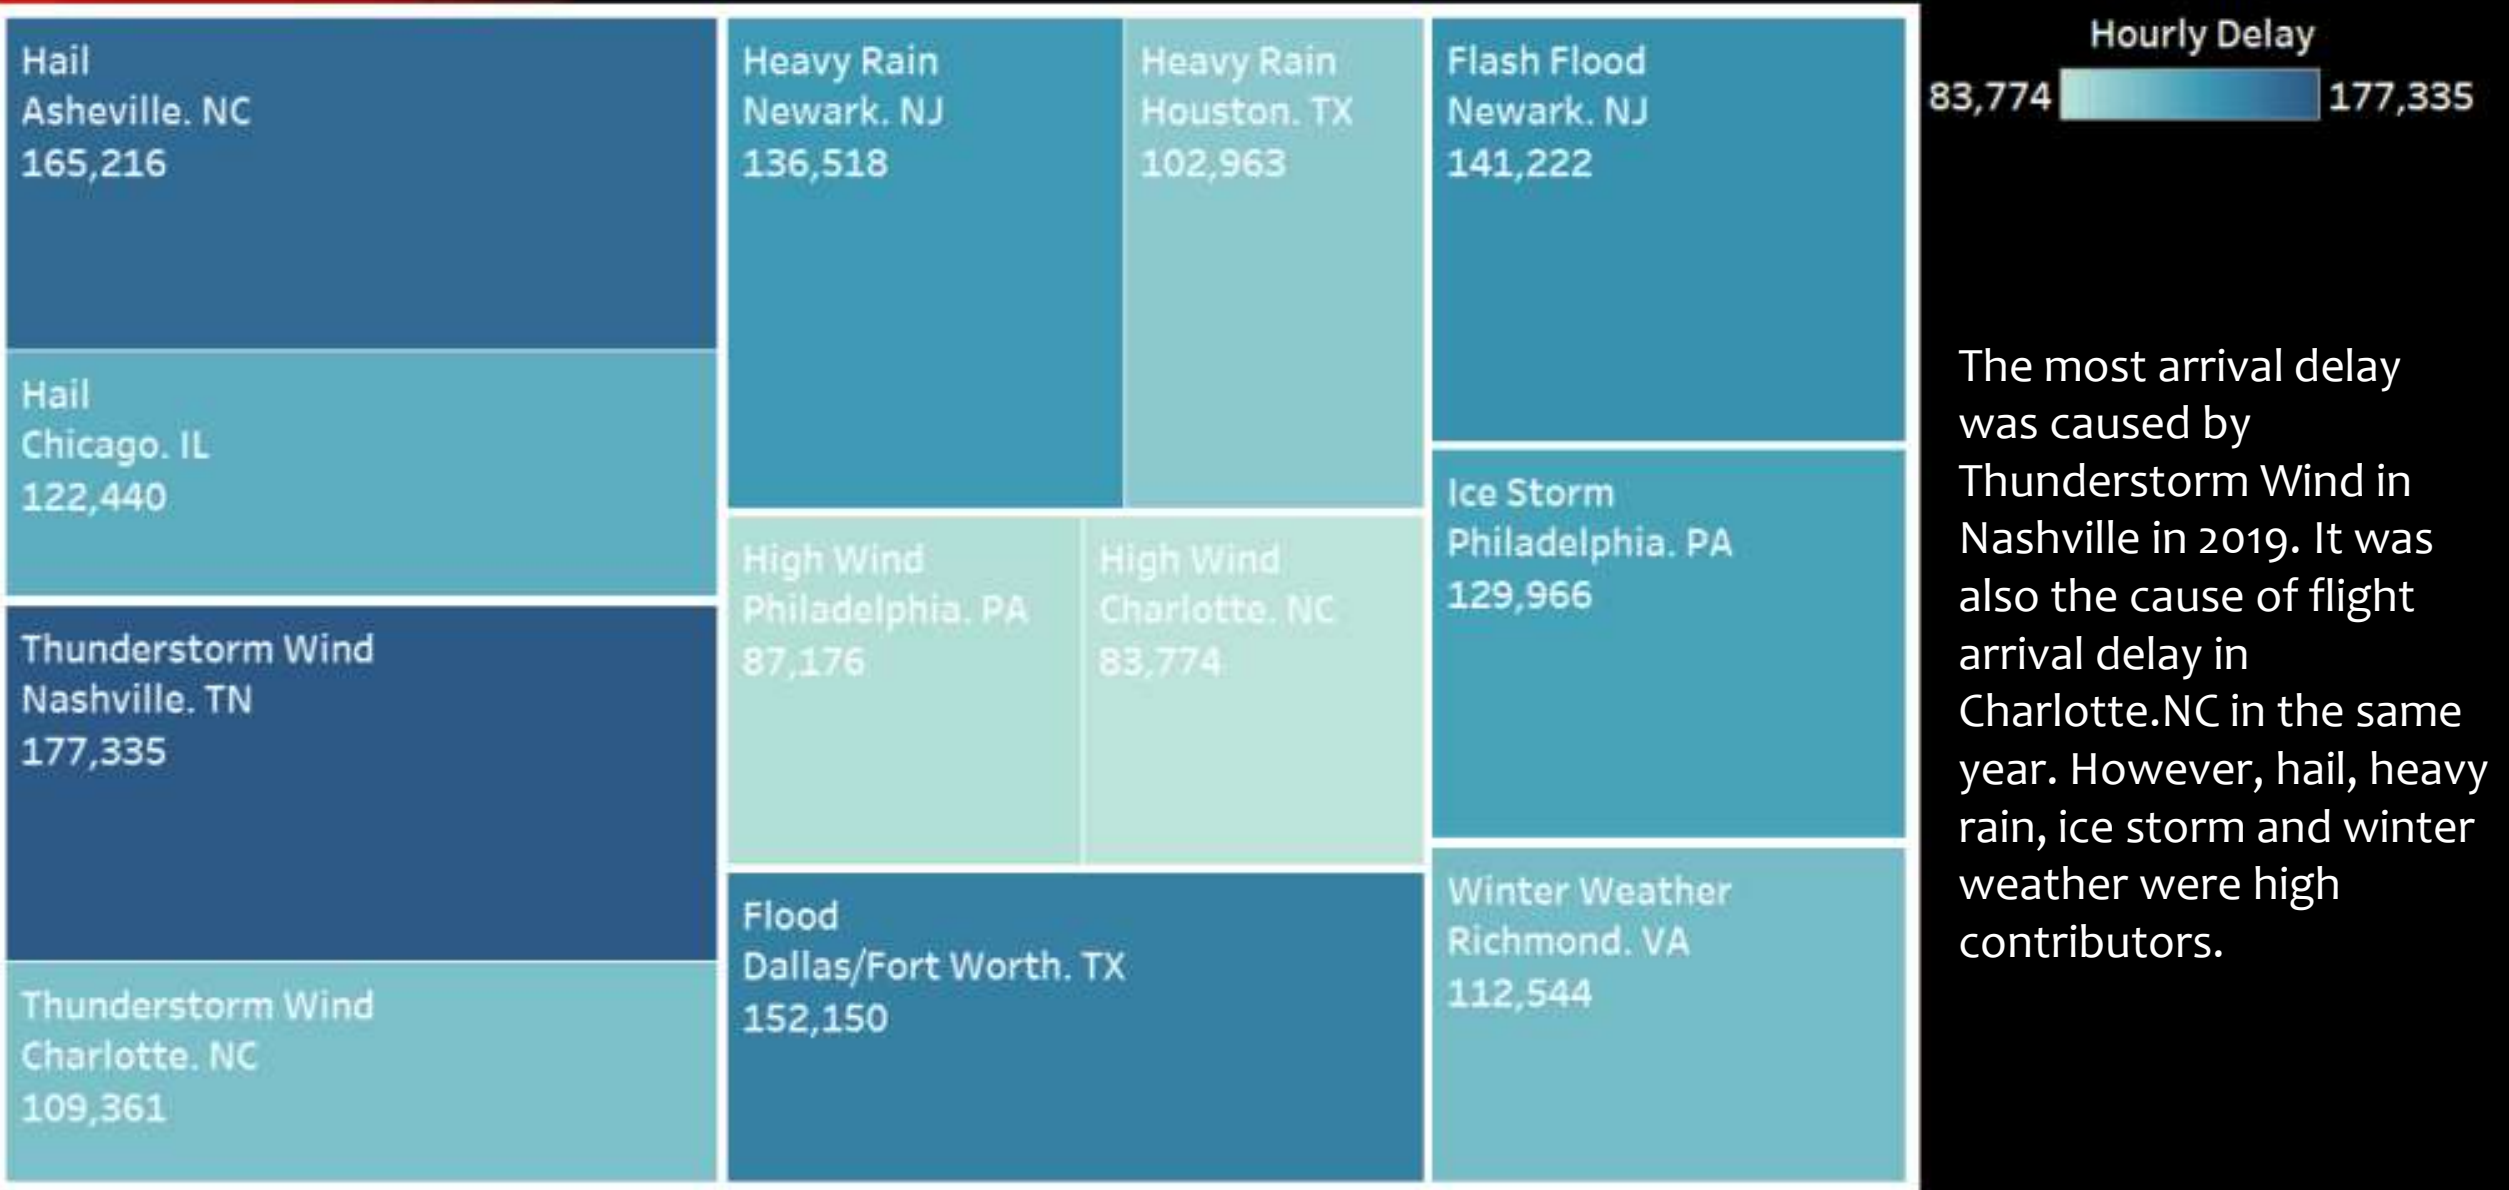 Hail
Asheville. NC
165,216
Hail
Chicago. IL
122,440
Thunderstorm Wind
Nashville. TN
177,335
Thunderstorm Wind
Charlotte. NC
109,361
Heavy Rain
Newark. NJ
136,518
Heavy Rain
Houston. TX
102,963
High Wind
Philadelphia. PA
87,176
High Wind
Charlotte. NC
83,774
Flood
Dallas/Fort Worth. TX
152,150
Flash Flood
Newark. NJ
141,222
Ice Storm
Philadelphia. PA
129,966
Winter Weather
Richmond. VA
112,544
Hourly Delay
83,774 177,335
The most arrival delay
was caused by
Thunderstorm Wind in
Nashville in 2019. It was
also the cause of flight
arrival delay in
Charlotte.NC in the same
year. However, hail, heavy
rain, ice storm and winter
weather were high
contributors.